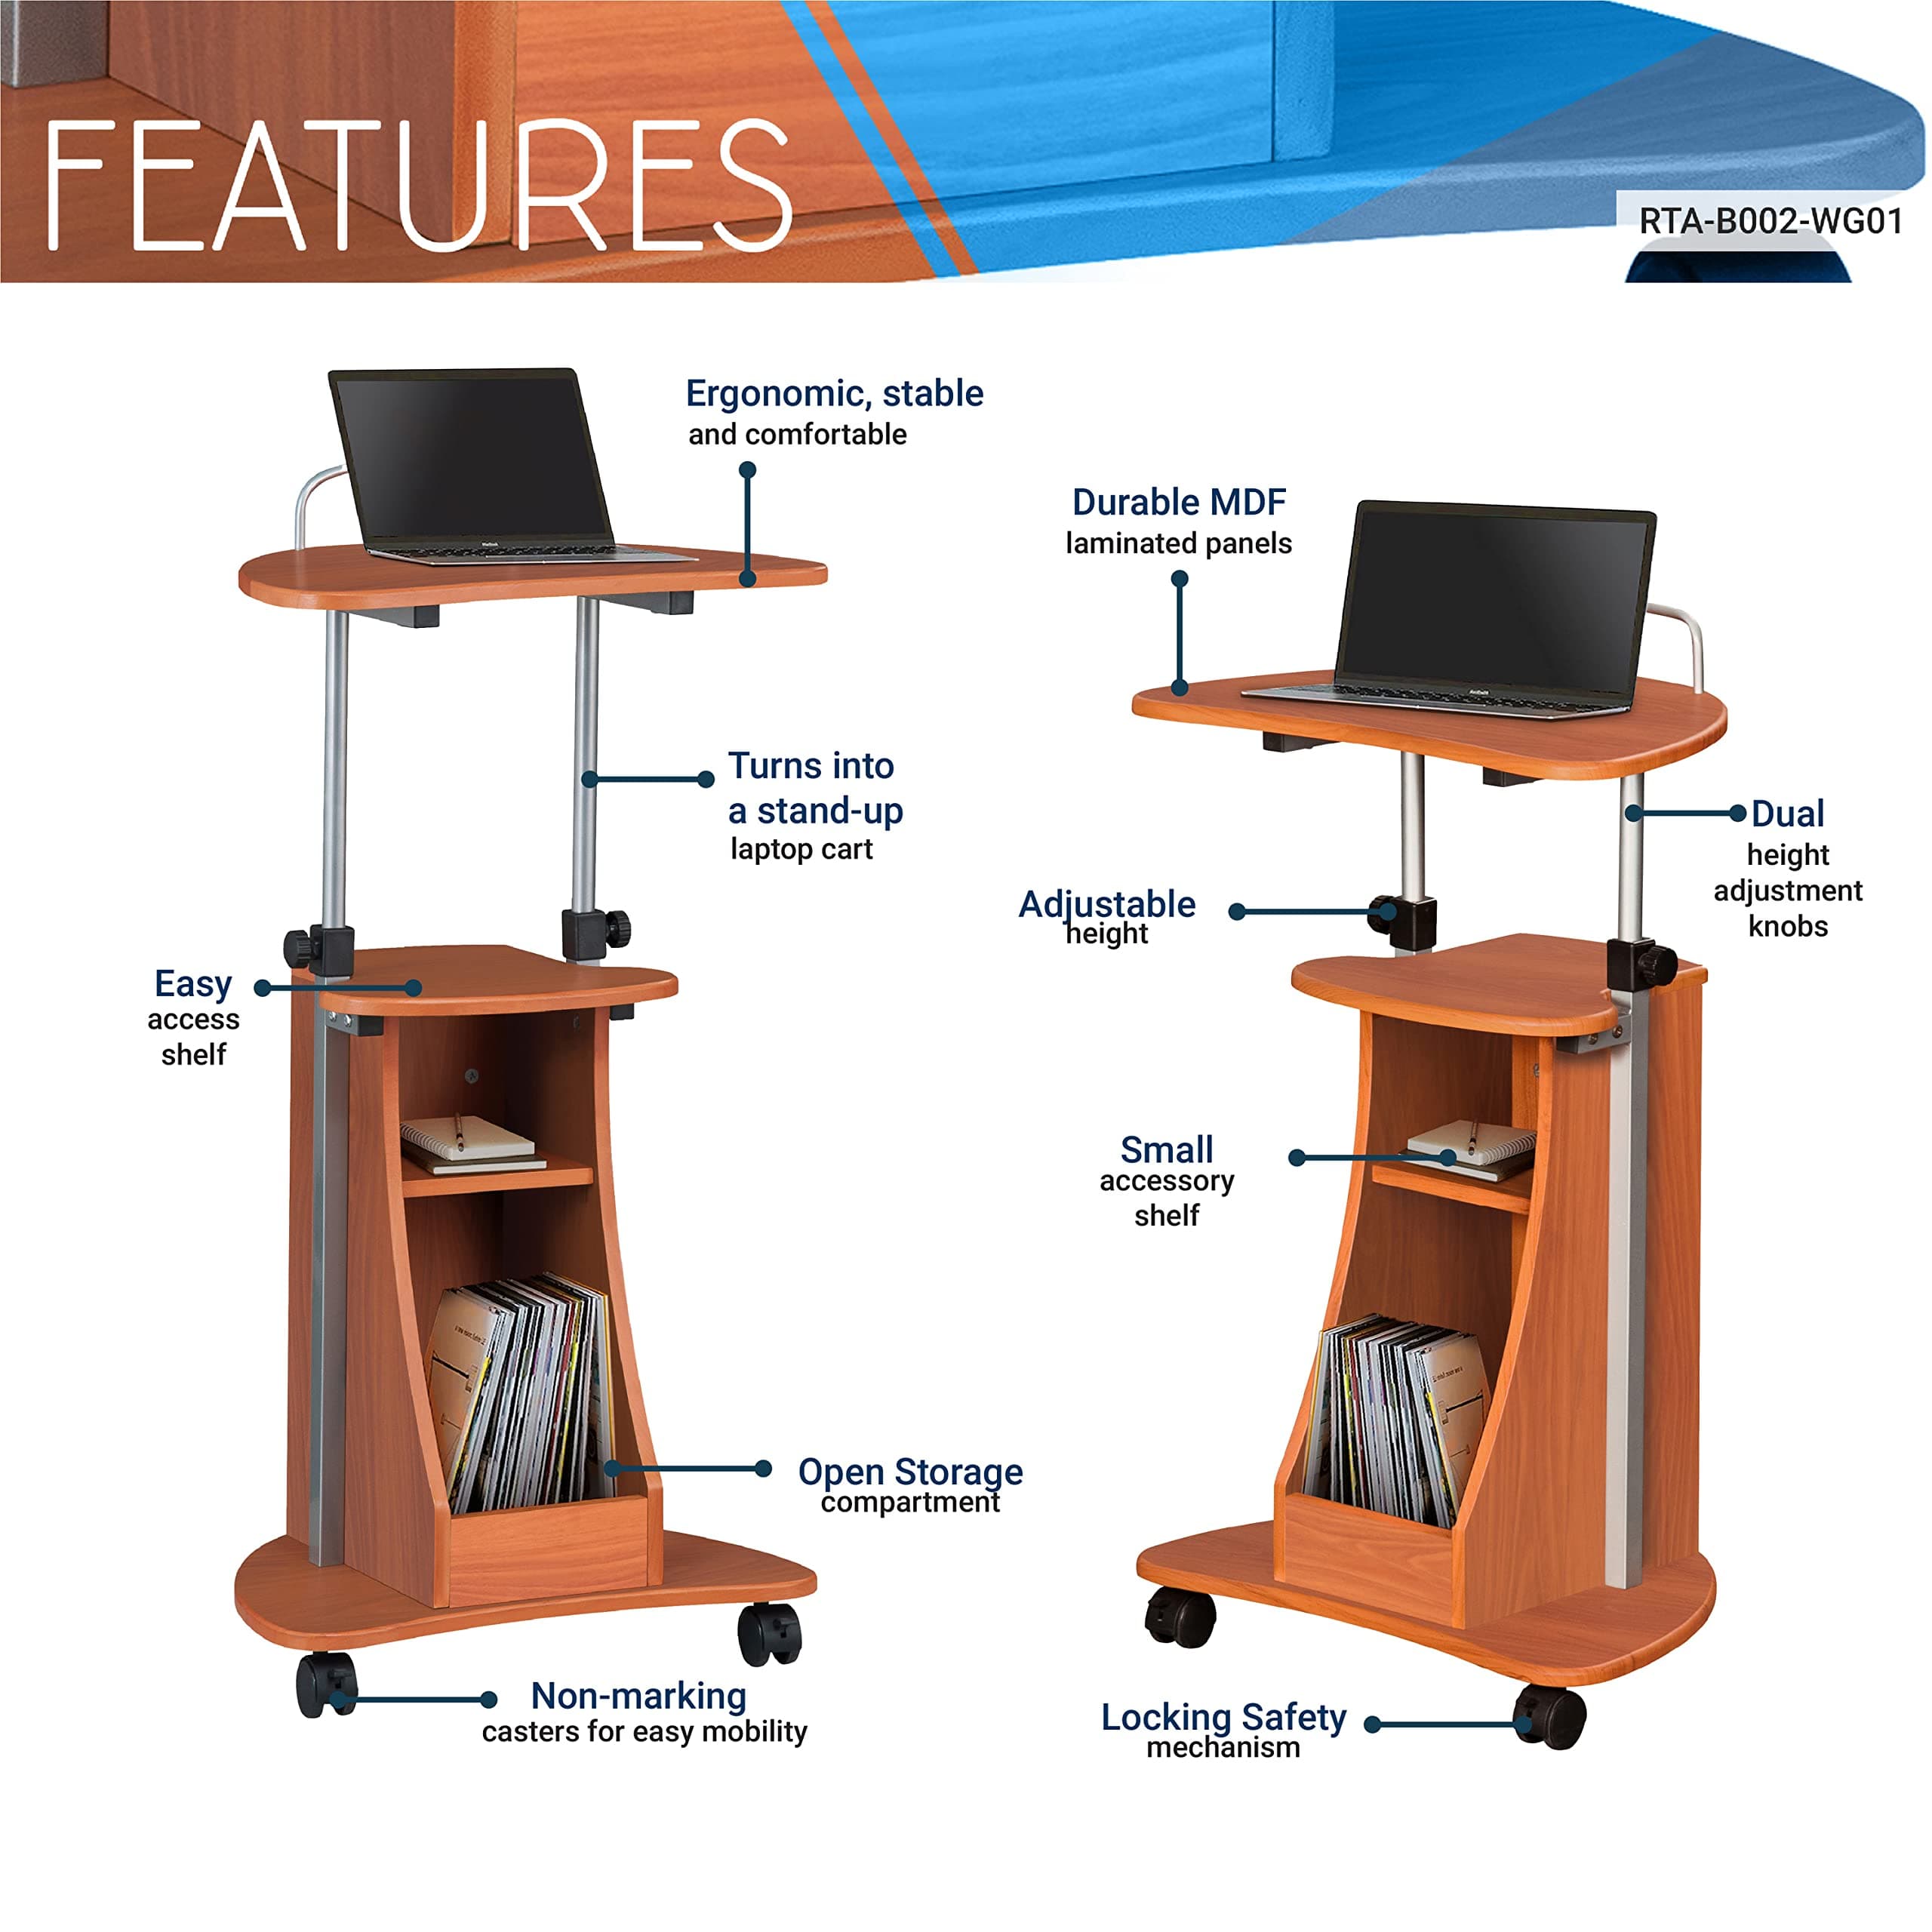 FEATURES
RTA-B002-WG01
Ergonomic, stable
and comfortable
Durable MDF
laminated panels
Turns into
a stand-up
laptop cart
Dual
height
adjustment
knobs
Adjustable
height
Easy
access
shelf
Small
accessory
shelf
Open Storage
compartment
Non-marking
casters for easy mobility
Locking Safety
mechanism